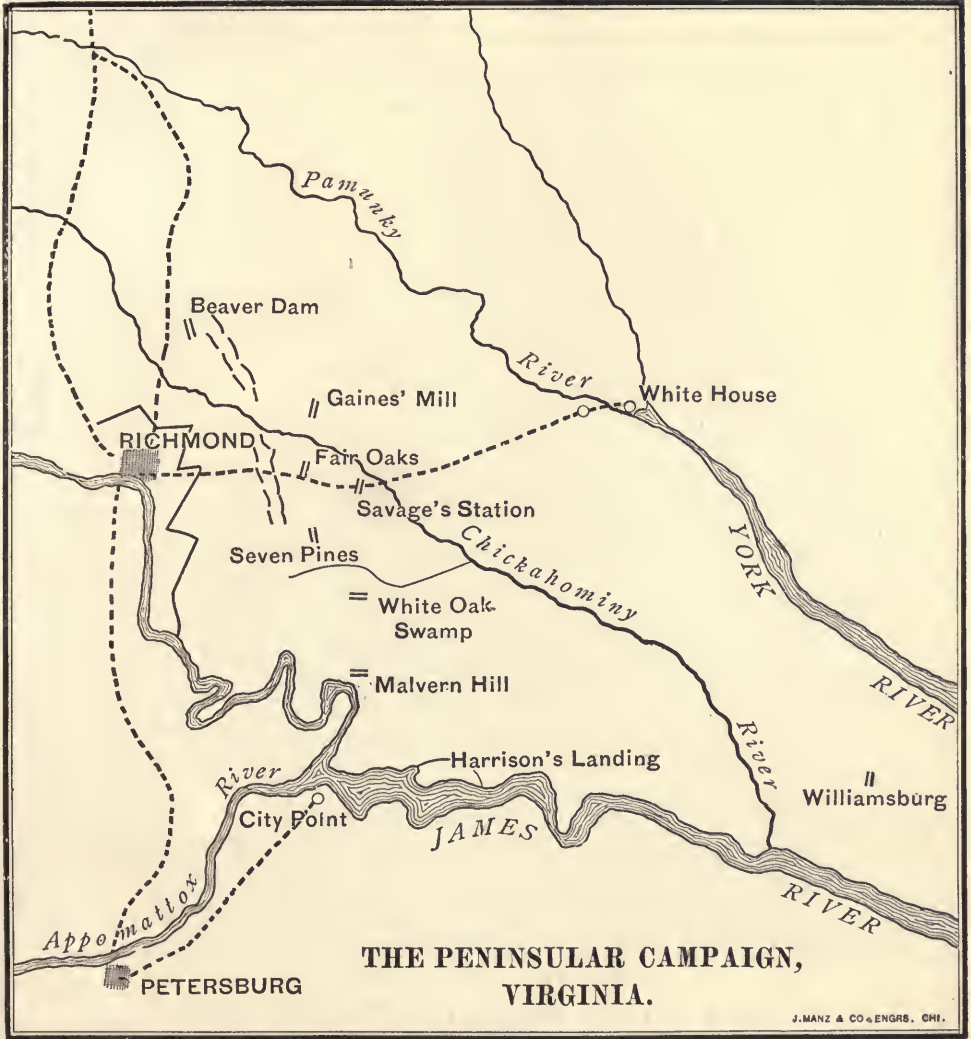 Pamunky
River
Beaver Dam
Gaines' Mill
White House
RICHMOND
Fair Oaks
Savage's Station
Seven Pines
Chickahominy
River
YORK
RIVER
White Oak
Swamp
Malvern Hill
Harrison's Landing
River
City Point
JAMES
RIVER
Williamsburg
Appomattox
PETERSBURG
THE PENINSULAR CAMPAIGN,
VIRGINIA.
J. MANZ & CO. ENGRS. CHI.